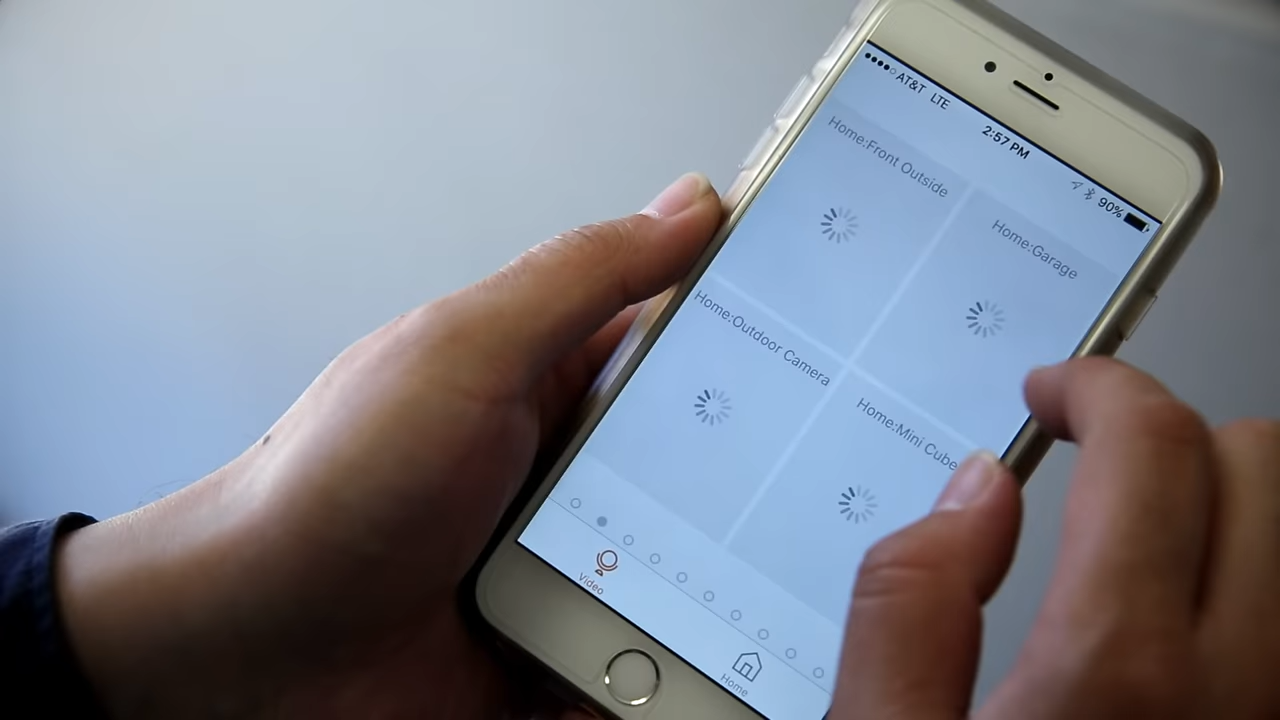 AT&T LTE
2:57 PM
90%
Home:Front Outside
Home:Garage
Home:Outdoor Camera
Home:Mini Cube
Video
Home